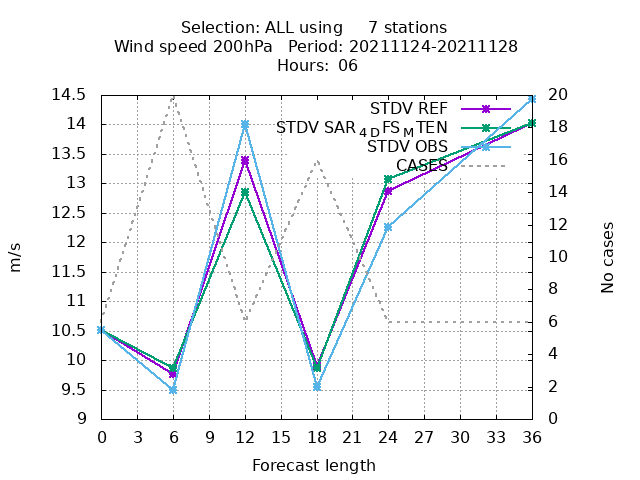 Selection: ALL using     7 stations
Wind speed 200hPa   Period: 20211124-20211128
Hours:  06
14.5
14
13.5
13
12.5
12
11.5
11
10.5
10
9.5
9
m/s
STDV REF
STDV SAR4DFSMTEN
STDV OBS
CASES
20
18
16
14
12
10
8
6
4
2
0
No cases
0 3 6 9 12 15 18 21 24 27 30 33 36
Forecast length